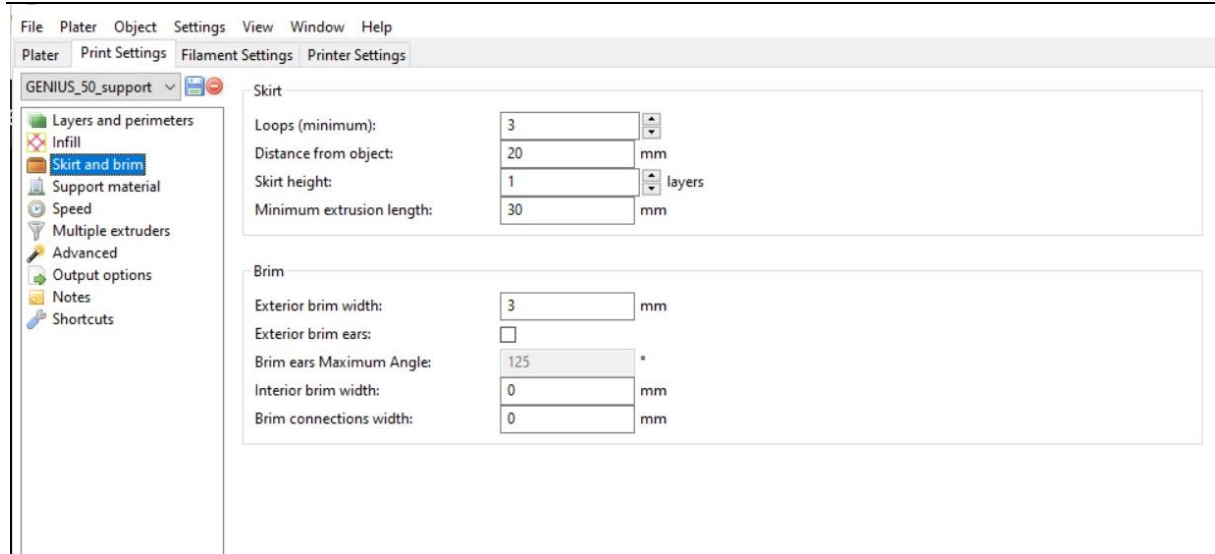 File Plater Object Settings View Window Help
Plater Print Settings Filament Settings Printer Settings
GENIUS_50_support
Layers and perimeters
Infill
Skirt and brim
Support material
Speed
Multiple extruders
Advanced
Output options
Notes
Shortcuts
Skirt
Loops (minimum): 3
Distance from object: 20 mm
Skirt height: 1 layers
Minimum extrusion length: 30 mm
Brim
Exterior brim width: 3 mm
Exterior brim ears:
Brim ears Maximum Angle: 125 °
Interior brim width: 0 mm
Brim connections width: 0 mm